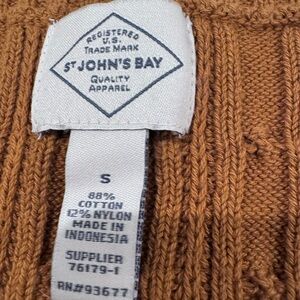 REGISTERED
U.S.
TRADE MARK
ST JOHN'S BAY
QUALITY
APPAREL
S
88%
COTTON
12% NYLON
MADE IN
INDONESIA
SUPPLIER
76179-1
RN#93677